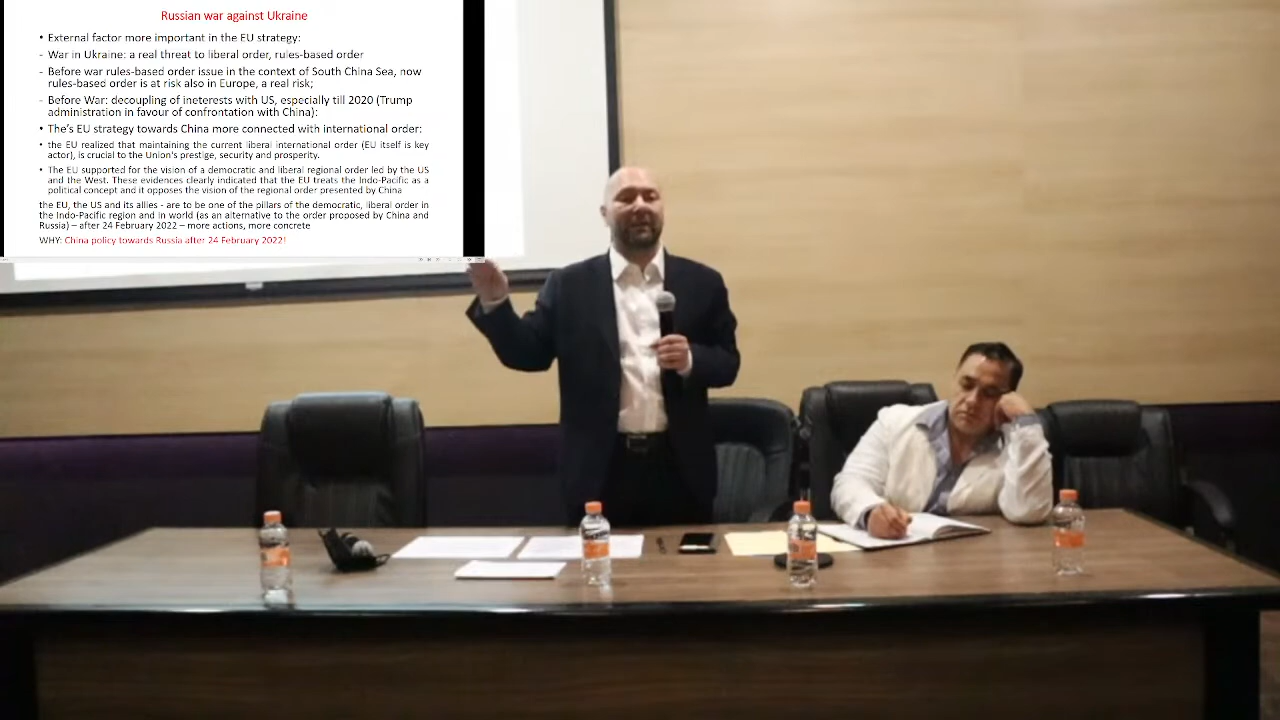 Russian war against Ukraine
• External factor more important in the EU strategy:
- War in Ukraine: a real threat to liberal order, rules-based order
- Before war rules-based order issue in the context of South China Sea, now
rules-based order is at risk also in Europe, a real risk;
- Before War: decoupling of ineterests with US, especially till 2020 (Trump
administration in favour of confrontation with China):
• The's EU strategy towards China more connected with international order:
• the EU realized that maintaining the current liberal international order (EU itself is key
actor), is crucial to the Union's prestige, security and prosperity.
• The EU supported for the vision of a democratic and liberal regional order led by the US
and the West. These evidences clearly indicated that the EU treats the Indo-Pacific as a
political concept and it opposes the vision of the regional order presented by China
the EU, the US and its allies - are to be one of the pillars of the democratic, liberal order in
the Indo-Pacific region and in world (as an alternative to the order proposed by China and
Russia) – after 24 February 2022 – more actions, more concrete
WHY: China policy towards Russia after 24 February 2022!